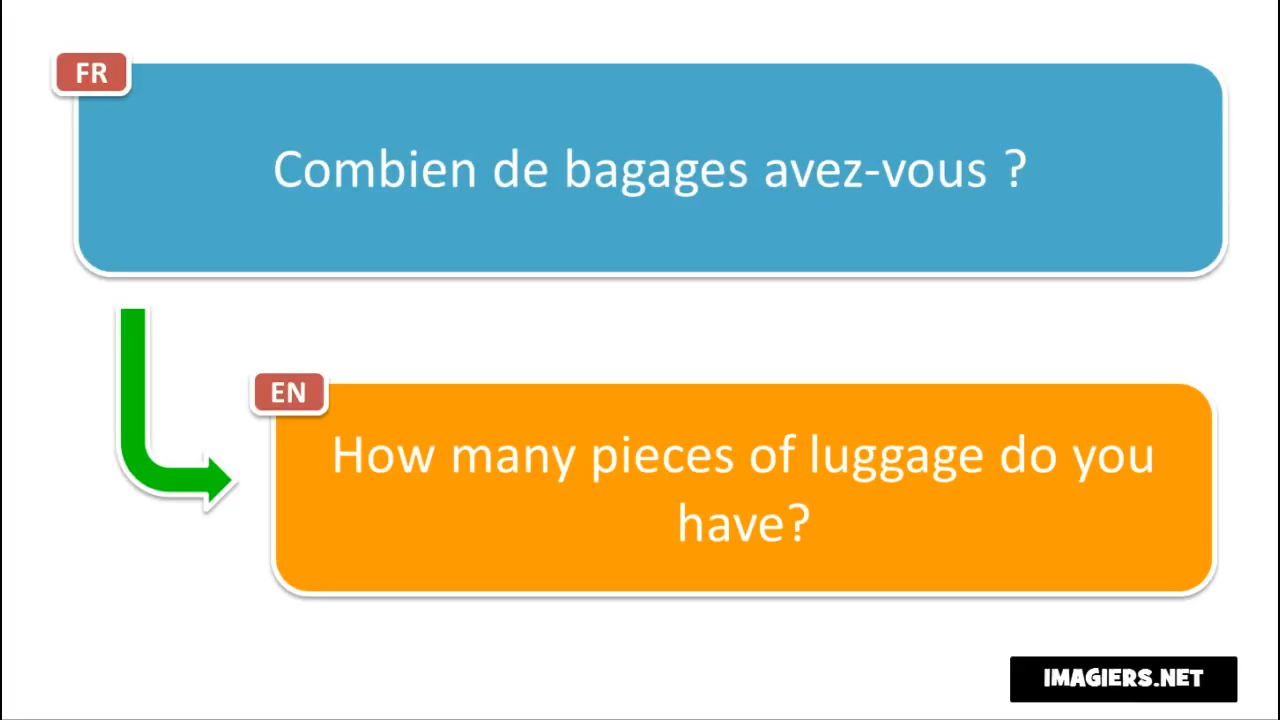 FR
Combien de bagages avez-vous ?
EN
How many pieces of luggage do you
have?
IMAGIERS.NET